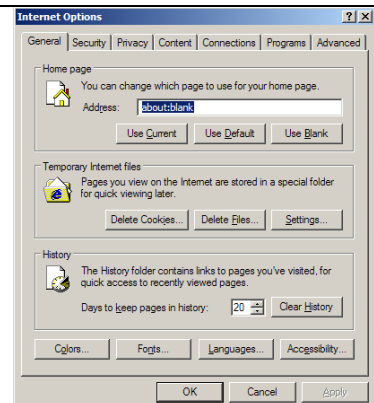 Internet Options
General Security Privacy Content Connections Programs Advanced
Home page
You can change which page to use for your home page.
Address: about:blank
Use Current Use Default Use Blank
Temporary Internet files
Pages you view on the Internet are stored in a special folder
for quick viewing later.
Delete Cookies... Delete Files... Settings...
History
The History folder contains links to pages you've visited, for
quick access to recently viewed pages.
Days to keep pages in history: 20 Clear History
Colors... Fonts... Languages... Accessibility...
OK Cancel Apply